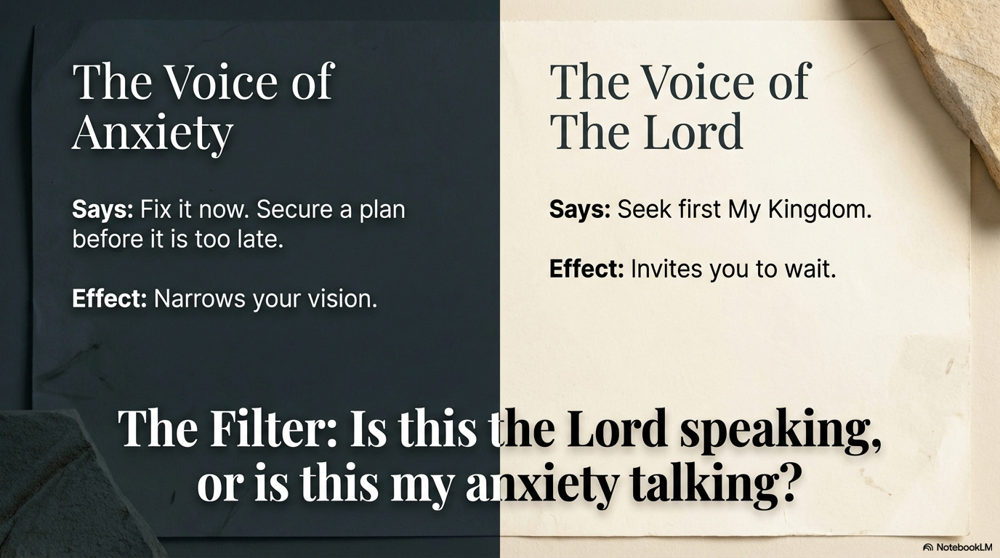 The Voice of
Anxiety
Says: Fix it now. Secure a plan
before it is too late.
Effect: Narrows your vision.
The Voice of
The Lord
Says: Seek first My Kingdom.
Effect: Invites you to wait.
The Filter: Is this the Lord speaking,
or is this my anxiety talking?
NotebookLM